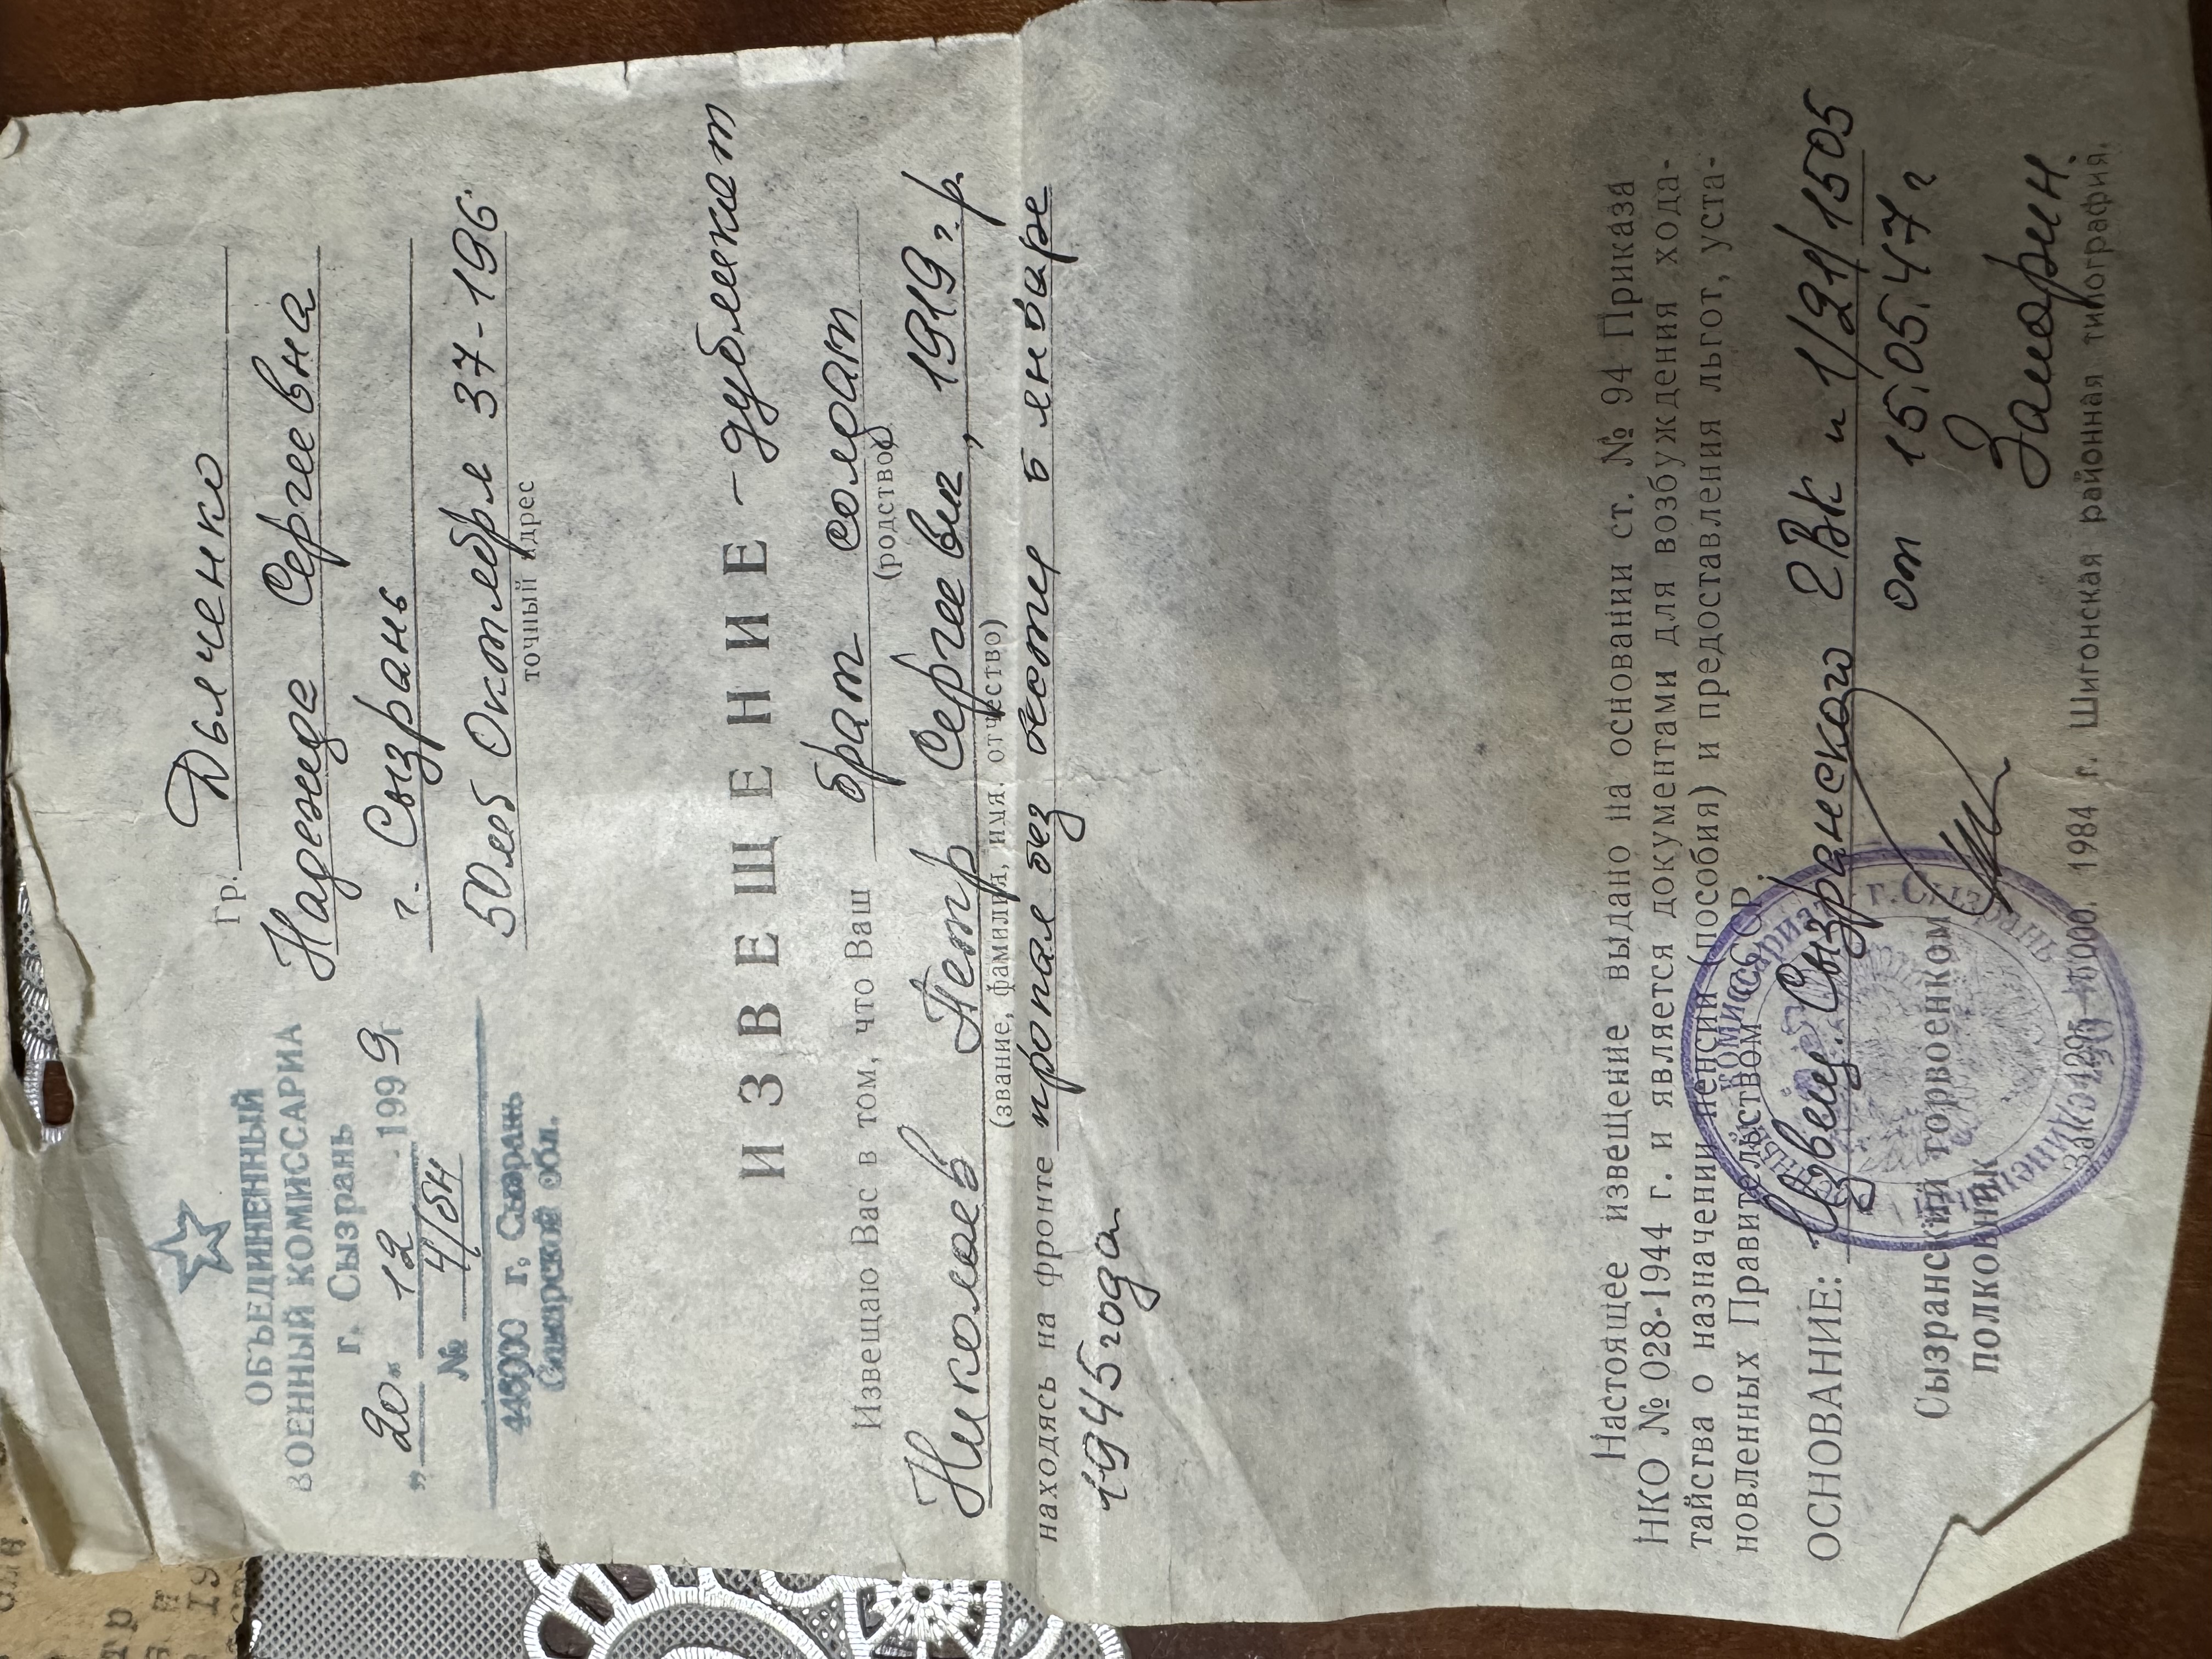 ОБЪЕДИНЕННЫЙ
ВОЕННЫЙ КОМИССАРИА
г. Сызрань
„ 20 “ 12 1999 г
№ 4/БН
446000 г. Сызрань
Самарской обл.
Гр. Дьяченко
Надежде Сергеевна
г. Сызрань
50 лет Октября 37-196.
точный адрес
ИЗВЕЩЕНИЕ - дубликат
Извещаю Вас в том, что Ваш брат солдат
(родство)
Николаев Петр Сергеевич, 1919 г.р.
(звание, фамилия, имя, отчество)
находясь на фронте пропал без вести в январе
1945 года
Настоящее извещение выдано на основании ст. № 94 Приказа
НКО № 028-1944 г. и является документами для возбуждения хода-
тайства о назначении пенсии (пособия) и предоставления льгот, уста-
новленных Правительством СССР.
ОСНОВАНИЕ: Извещ. Сызранского ГВК и 1/21/1505
от 15.05.47 г
Сызранский горвоенком
полковник
г. Сызрань
1984 г. Шигонская районная типография.